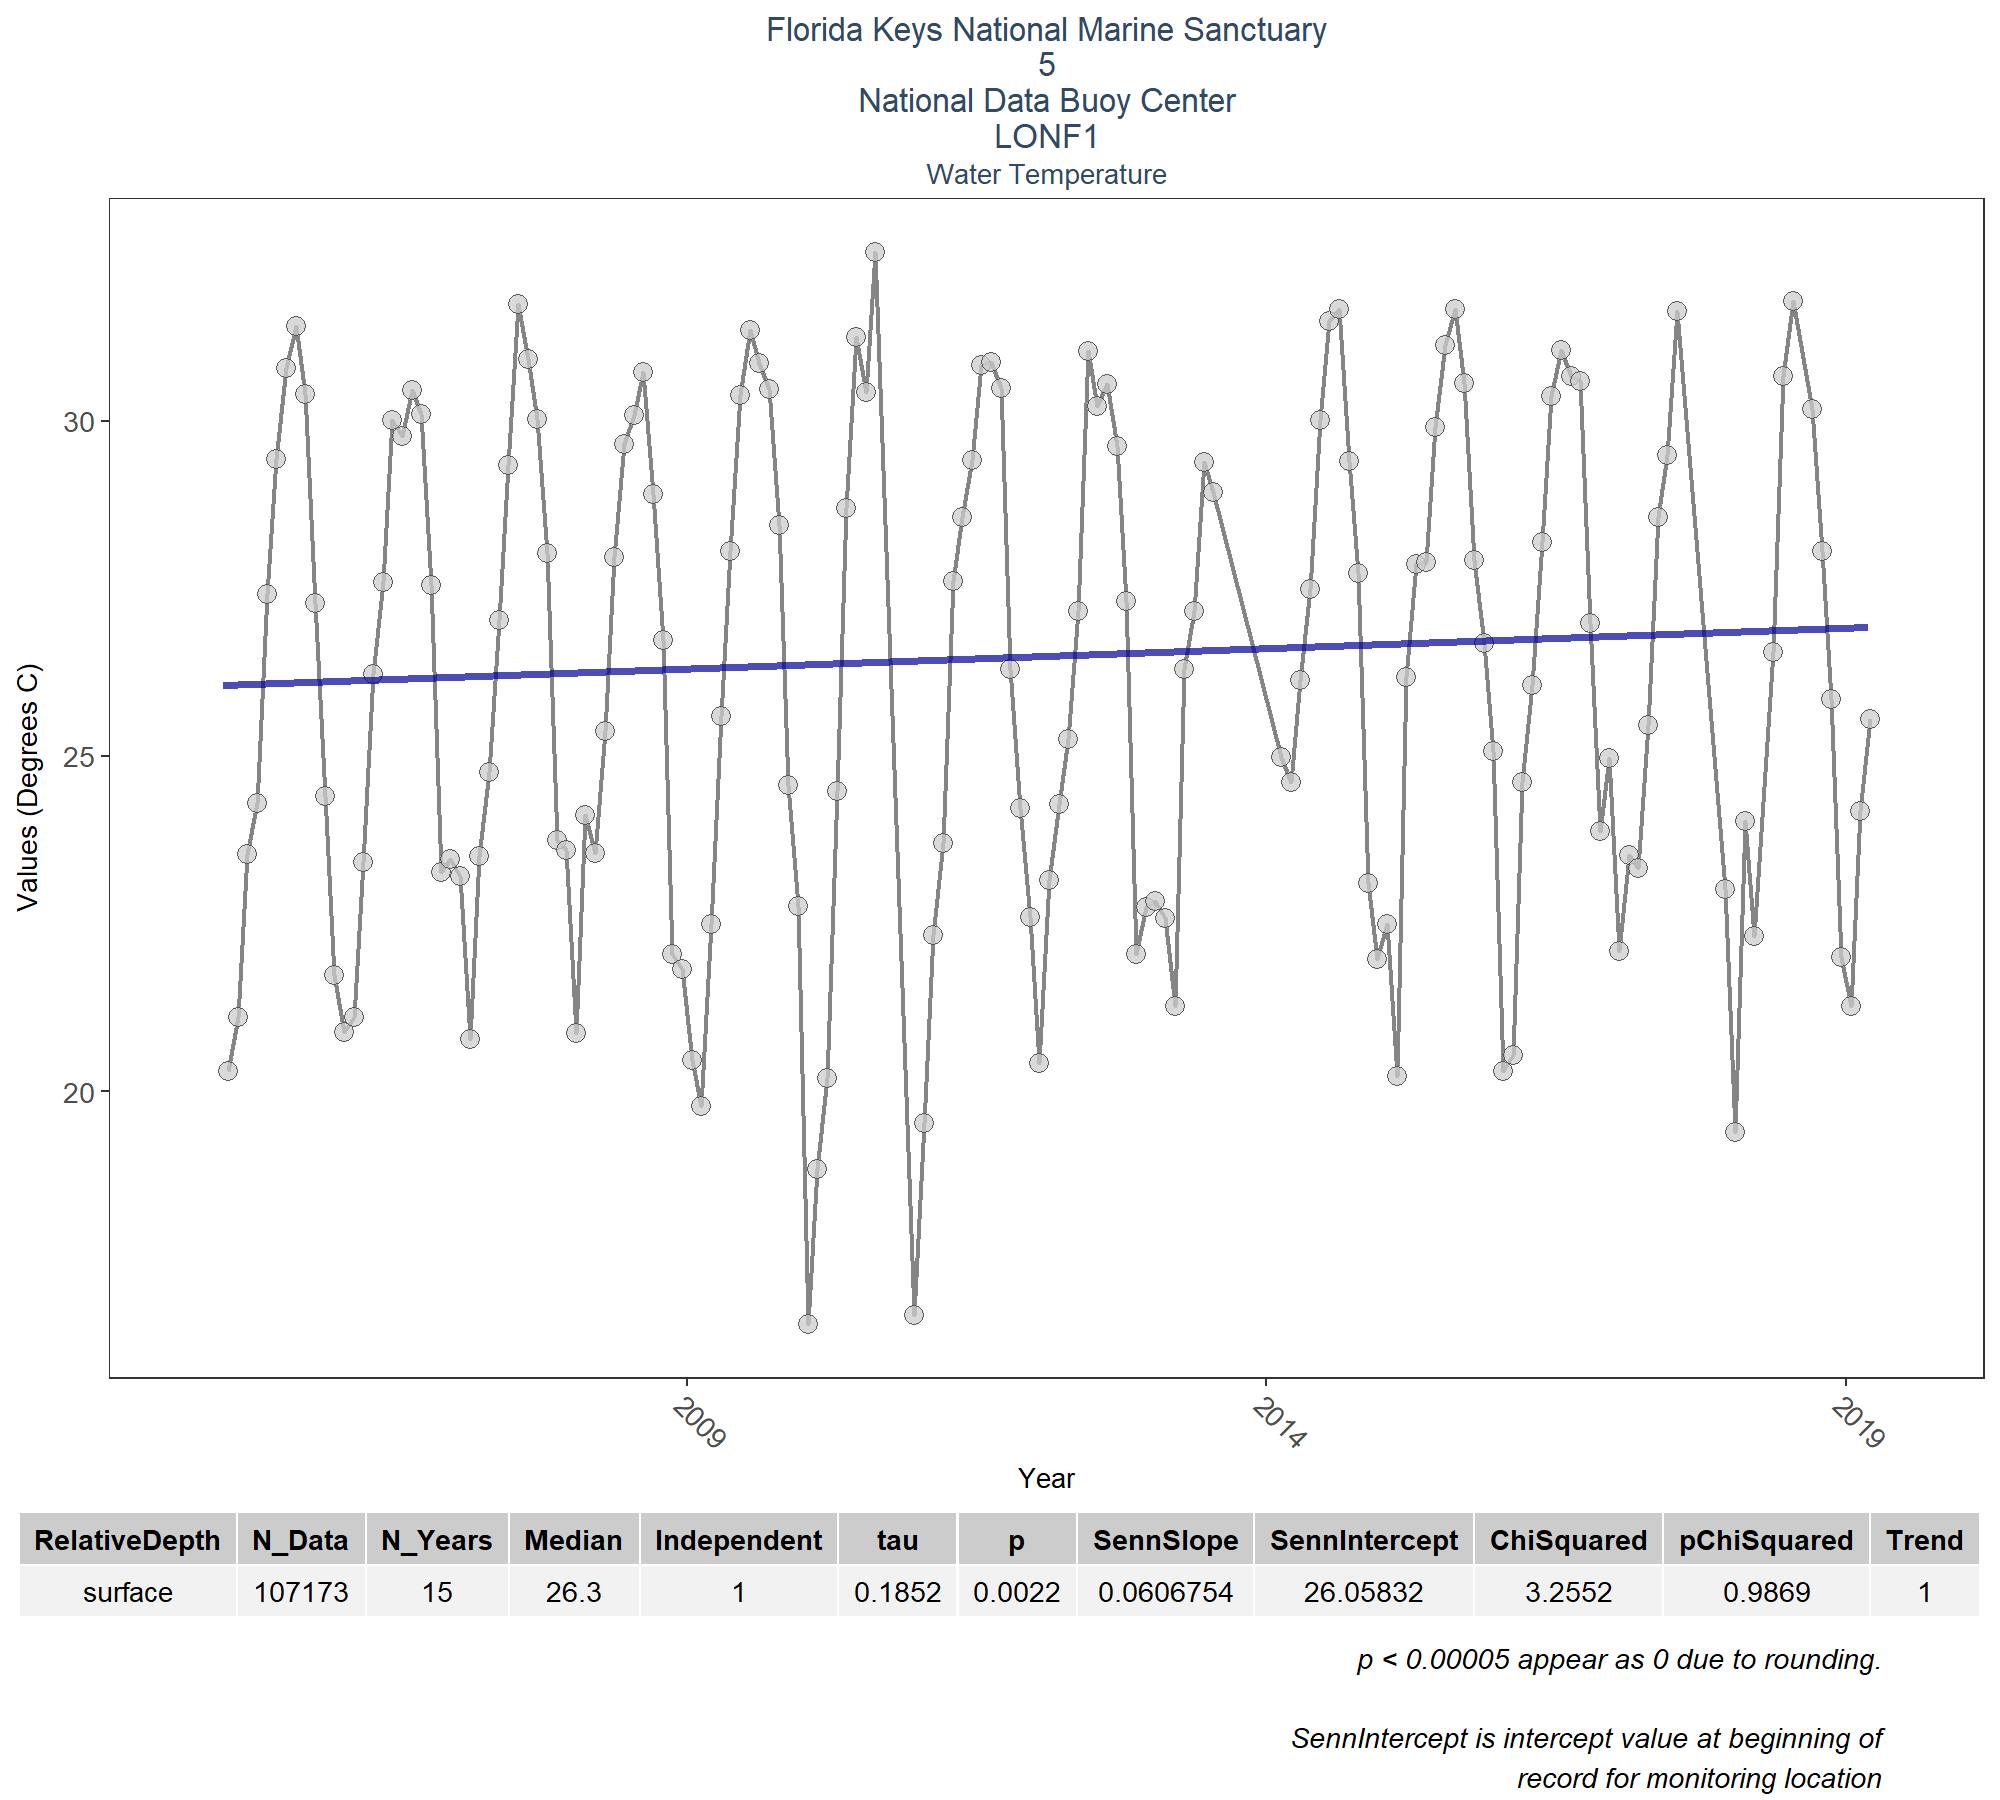 Florida Keys National Marine Sanctuary
5
National Data Buoy Center
LONF1
Water Temperature
30
25
20
Values (Degrees C)
2009
2014
2019
Year
RelativeDepth N_Data N_Years Median Independent tau p SennSlope SennIntercept ChiSquared pChiSquared Trend
surface 107173 15 26.3 1 0.1852 0.0022 0.0606754 26.05832 3.2552 0.9869 1
p < 0.00005 appear as 0 due to rounding.
SennIntercept is intercept value at beginning of
record for monitoring location